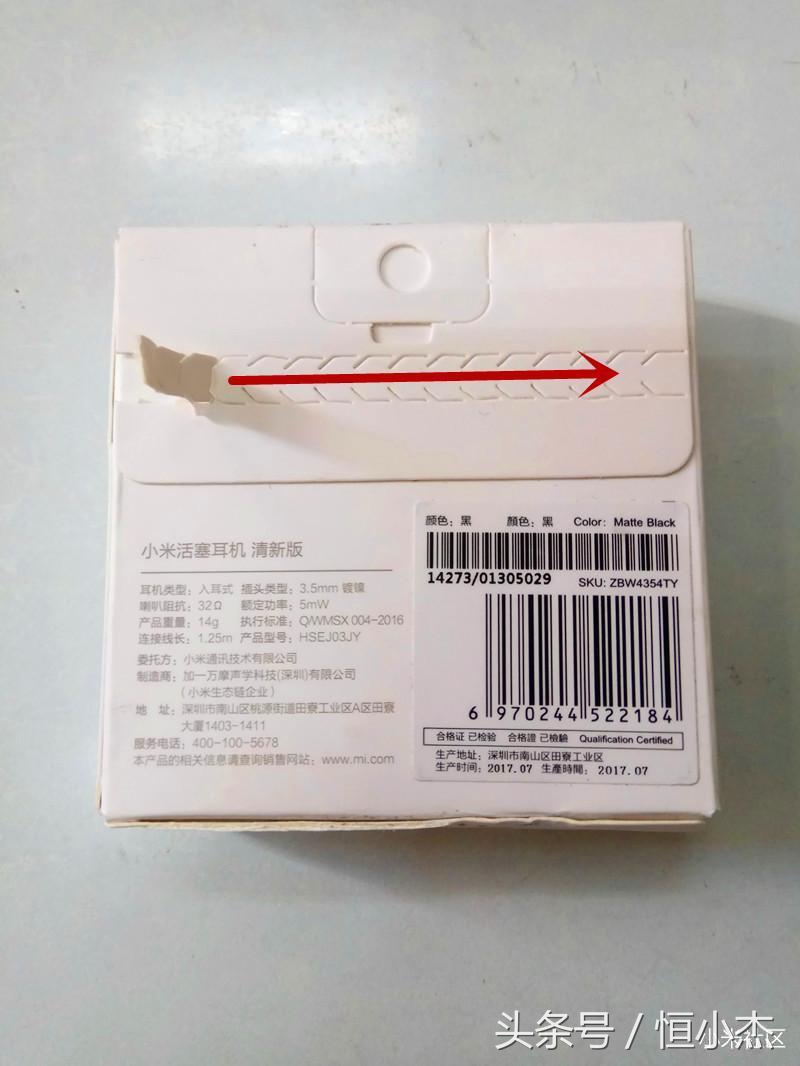 小米活塞耳机 清新版
耳机类型：入耳式 插头类型：3.5mm 镀镍
喇叭阻抗：32Ω 额定功率：5mW
产品重量：14g 执行标准：Q/WMSX 004-2016
连接线长：1.25m 产品型号：HSEJ03JY
委托方：小米通讯技术有限公司
制造商：加一万摩声学科技(深圳)有限公司
（小米生态链企业）
地 址：深圳市南山区桃源街道田寮工业区A区田寮
大厦1403-1411
服务电话：400-100-5678
本产品的相关信息请查询销售网站：www.mi.com
颜色：黑 顏色：黑 Color：Matte Black
14273/01305029 SKU: ZBW4354TY
6 970244 522184
合格证 已检验 合格證 已檢驗 Qualification Certified
生产地址：深圳市南山区田寮工业区
生产时间：2017.07 生產時間：2017.07
头条号 / 恒小杰
小米社区